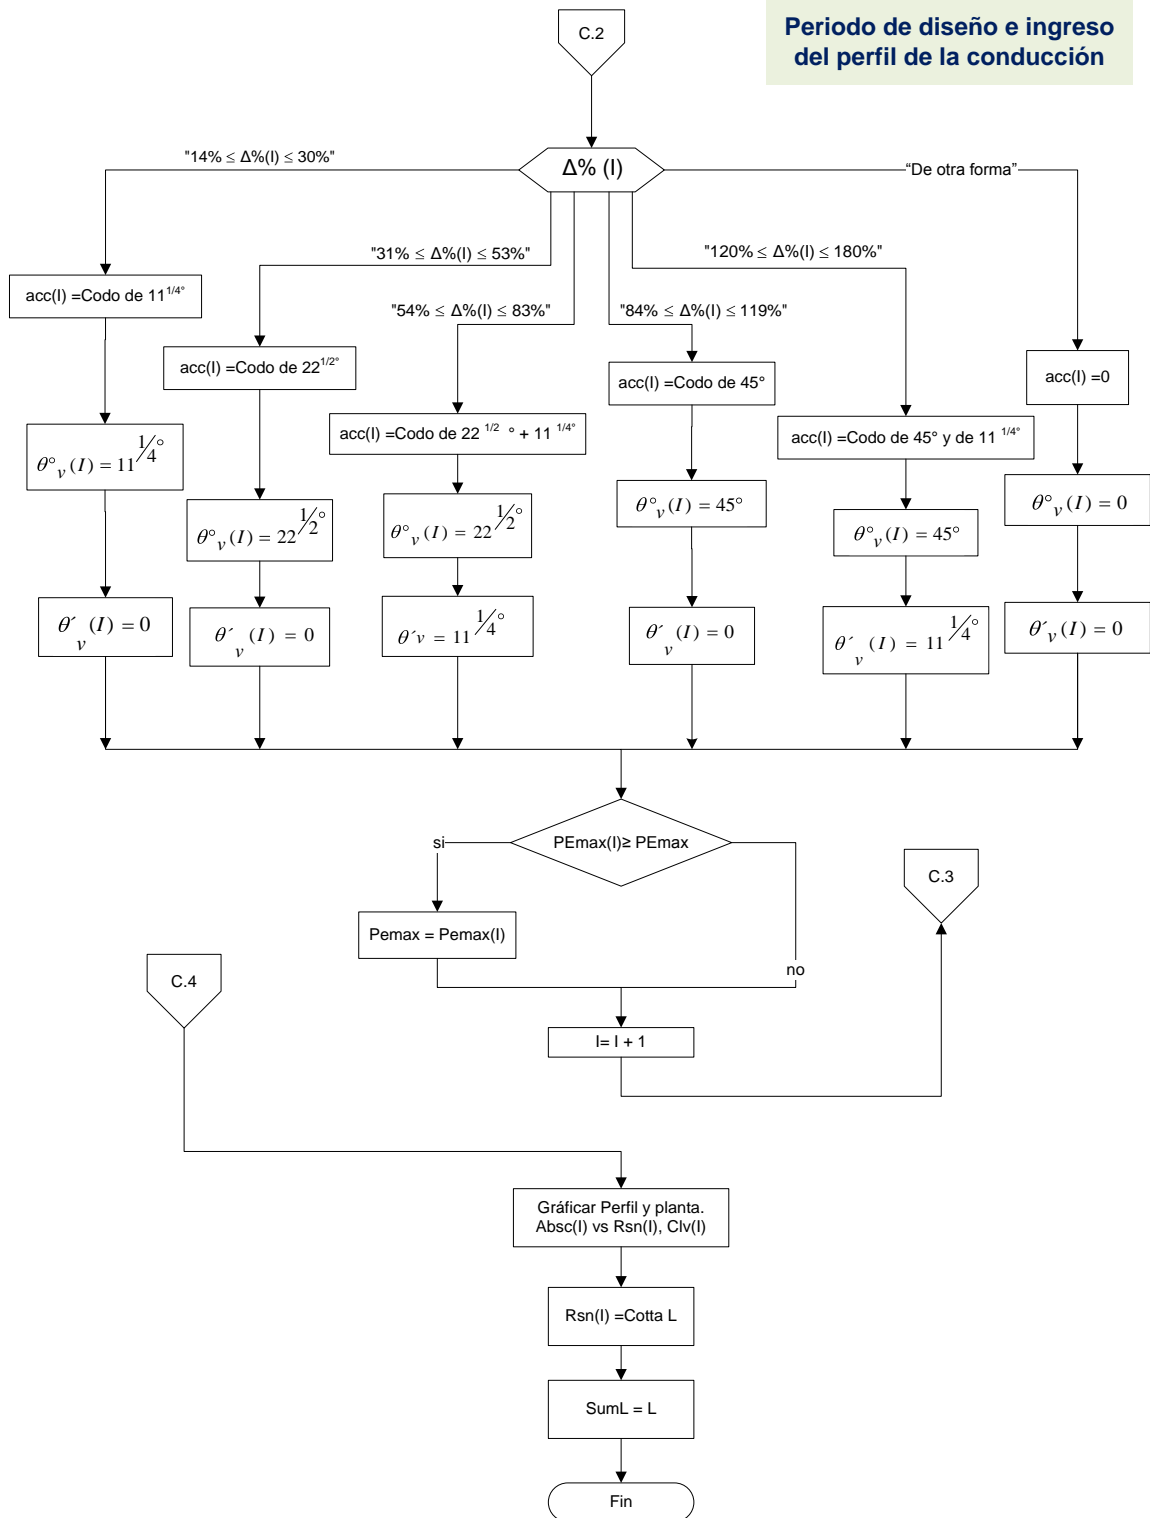 Periodo de diseño e ingreso
del perfil de la conducción
C.2
Δ% (I)
"14% ≤ Δ%(I) ≤ 30%"
“De otra forma”
"31% ≤ Δ%(I) ≤ 53%"
"120% ≤ Δ%(I) ≤ 180%"
"54% ≤ Δ%(I) ≤ 83%"
"84% ≤ Δ%(I) ≤ 119%"
acc(I) =Codo de 11 1/4°
acc(I) =Codo de 22 1/2°
acc(I) =Codo de 22 1/2 ° + 11 1/4°
acc(I) =Codo de 45°
acc(I) =Codo de 45° y de 11 1/4°
acc(I) =0
θ°v(I) = 11 1/4°
θ°v(I) = 22 1/2°
θ°v(I) = 22 1/2°
θ°v(I) = 45°
θ°v(I) = 45°
θ°v(I) = 0
θ´v(I) = 0
θ´v(I) = 0
θ´v = 11 1/4°
θ´v(I) = 0
θ´v(I) = 11 1/4°
θ´v(I) = 0
PEmax(I)≥ PEmax
si
no
Pemax = Pemax(I)
C.3
C.4
I= I + 1
Gráficar Perfil y planta.
Absc(I) vs Rsn(I), Clv(I)
Rsn(I) =Cotta L
SumL = L
Fin